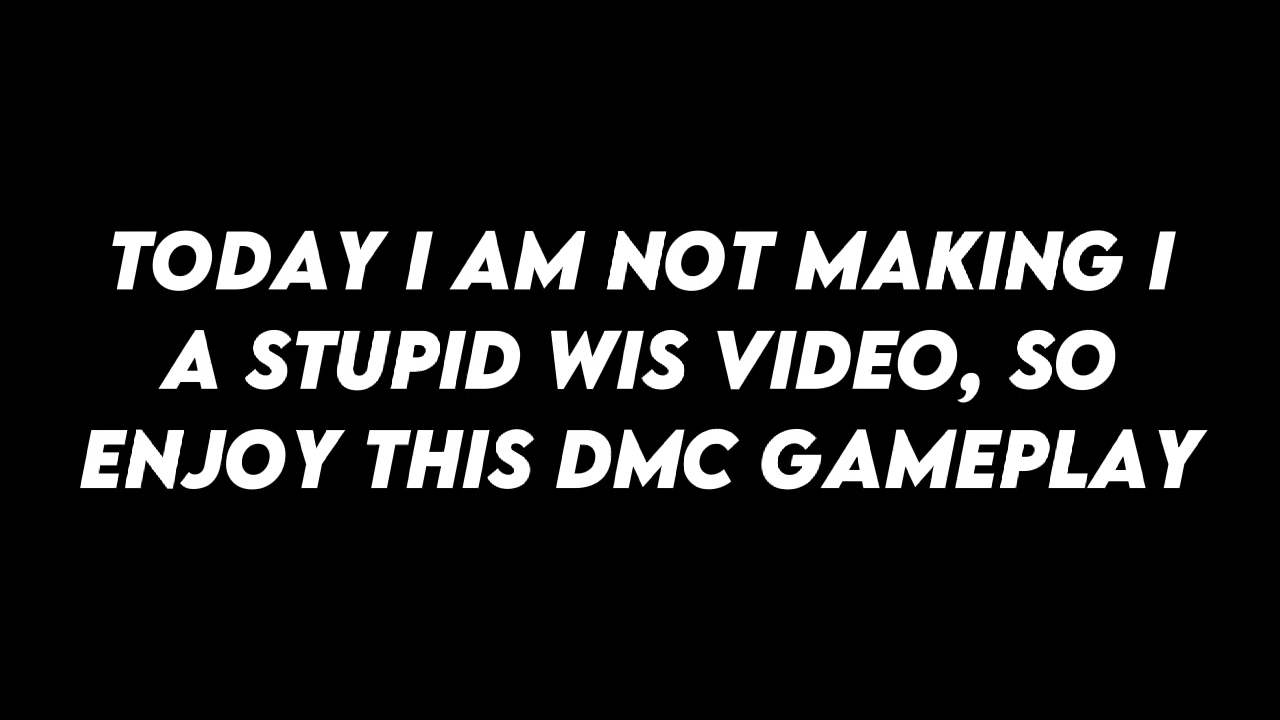 TODAY I AM NOT MAKING I
A STUPID WIS VIDEO, SO
ENJOY THIS DMC GAMEPLAY